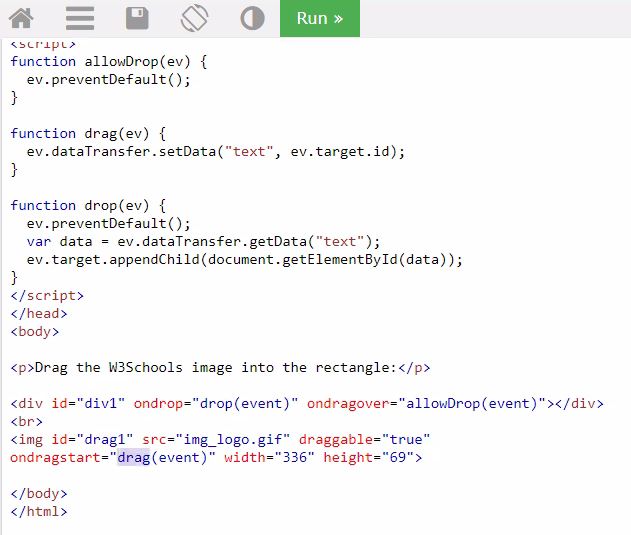 Run »
<script>
function allowDrop(ev) {
  ev.preventDefault();
}

function drag(ev) {
  ev.dataTransfer.setData("text", ev.target.id);
}

function drop(ev) {
  ev.preventDefault();
  var data = ev.dataTransfer.getData("text");
  ev.target.appendChild(document.getElementById(data));
}
</script>
</head>
<body>

<p>Drag the W3Schools image into the rectangle:</p>

<div id="div1" ondrop="drop(event)" ondragover="allowDrop(event)"></div>
<br>
<img id="drag1" src="img_logo.gif" draggable="true"
ondragstart="drag(event)" width="336" height="69">

</body>
</html>